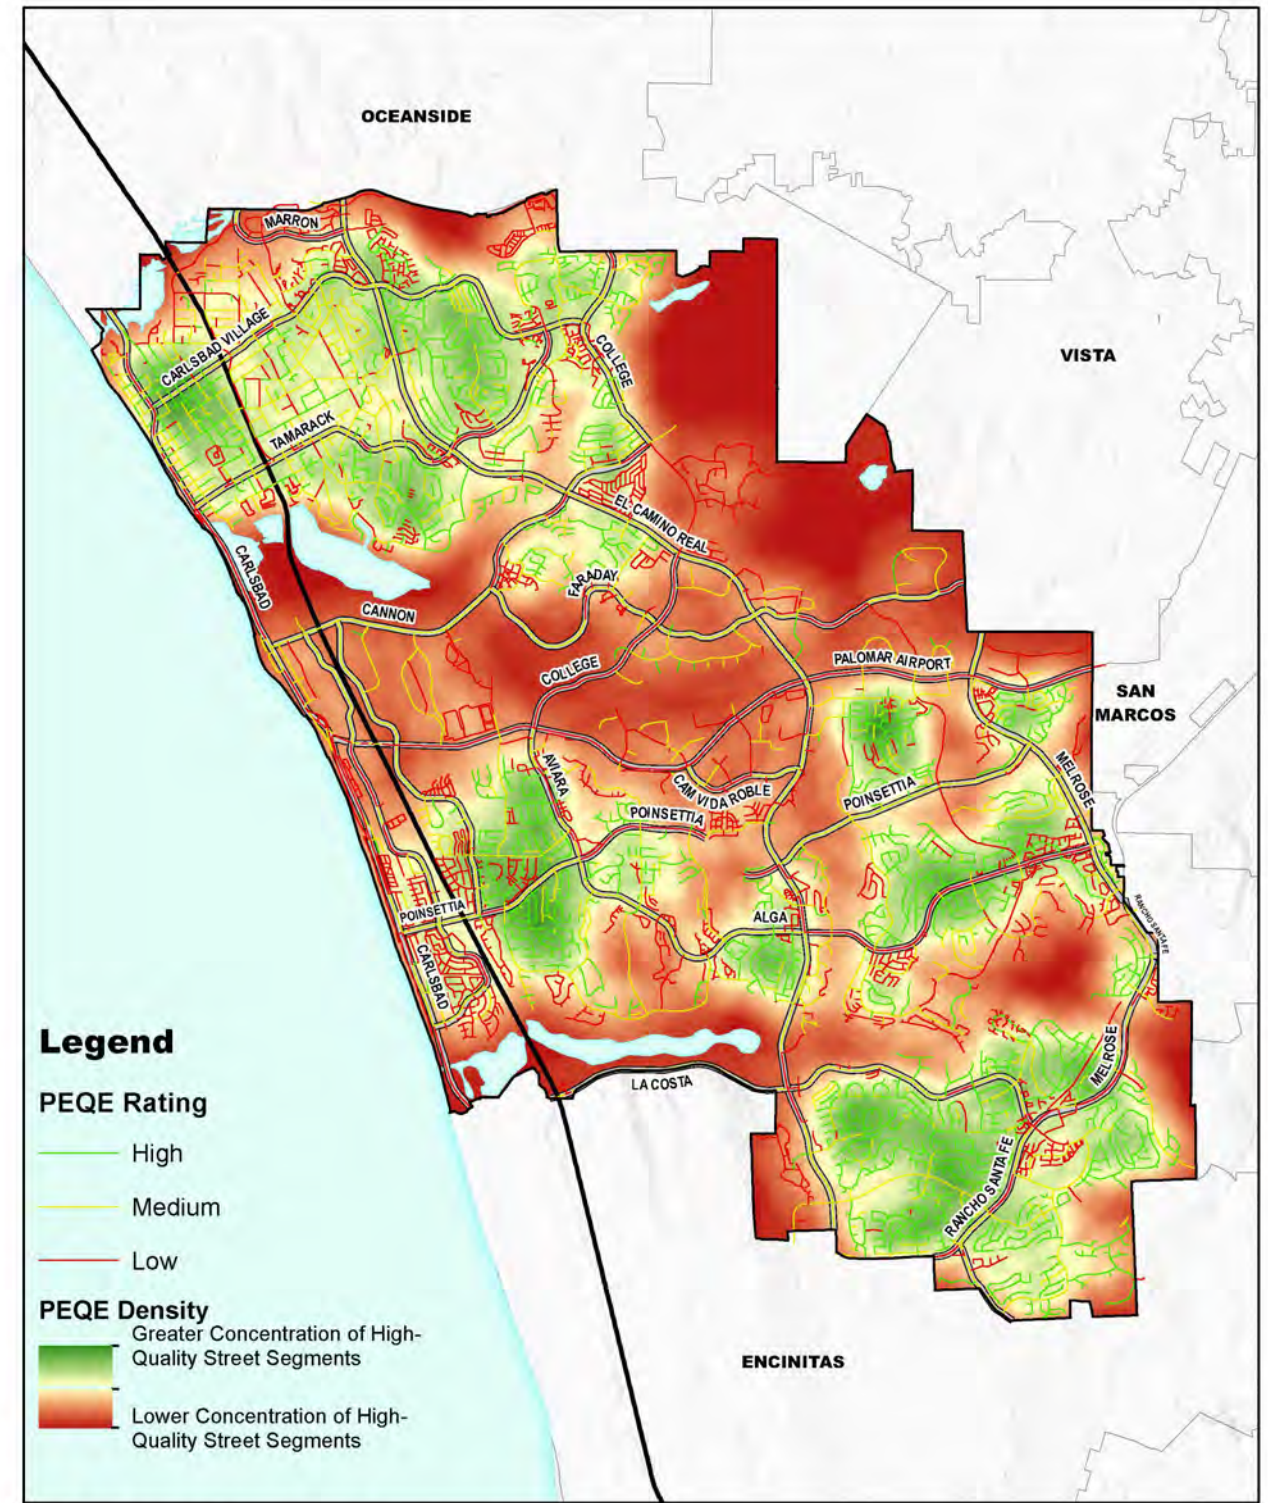 OCEANSIDE
MARRON
CARLSBAD VILLAGE
COLLEGE
VISTA
TAMARACK
EL CAMINO REAL
CARLSBAD
FARADAY
CANNON
COLLEGE
PALOMAR AIRPORT
SAN
MARCOS
AVIARA
CAM VIDA ROBLE
MELROSE
POINSETTIA
POINSETTIA
POINSETTIA
ALGA
RANCHO SANTA FE
CARLSBAD
LA COSTA
MELROSE
RANCHO SANTA FE
ENCINITAS
Legend
PEQE Rating
High
Medium
Low
PEQE Density
Greater Concentration of High-
Quality Street Segments
Lower Concentration of High-
Quality Street Segments